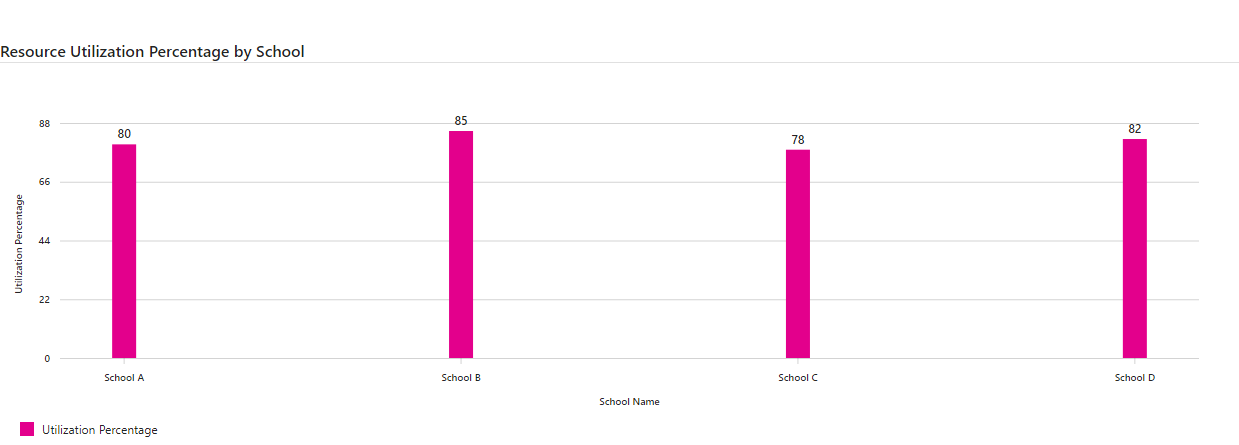 Resource Utilization Percentage by School
88
66
44
22
0
Utilization Percentage
80
85
78
82
School A
School B
School C
School D
School Name
Utilization Percentage